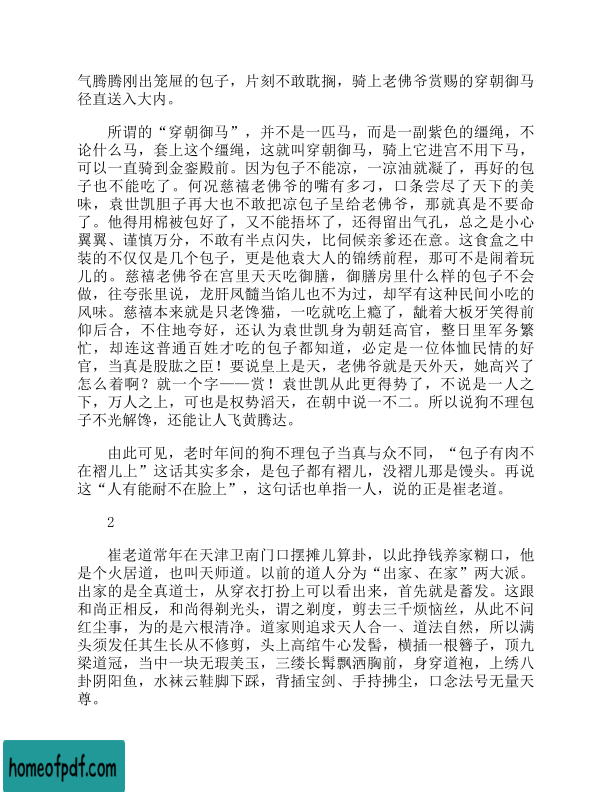 气腾腾刚出笼屉的包子，片刻不敢耽搁，骑上老佛爷赏赐的穿朝御马
径直送入大内。
所谓的“穿朝御马”，并不是一匹马，而是一副紫色的缰绳，不
论什么马，套上这个缰绳，这就叫穿朝御马，骑上它进宫不用下马，
可以一直骑到金銮殿前。因为包子不能凉，一凉油就凝了，再好的包
子也不能吃了。何况慈禧老佛爷的嘴有多刁，口条尝尽了天下的美
味，袁世凯胆子再大也不敢把凉包子呈给老佛爷，那就真是不要命
了。他得用棉被包好了，又不能捂坏了，还得留出气孔，总之是小心
翼翼、谨慎万分，不敢有半点闪失，比伺候亲爹还在意。这食盒之中
装的不仅仅是几个包子，更是他袁大人的锦绣前程，那可不是闹着玩
儿的。慈禧老佛爷在宫里天天吃御膳，御膳房里什么样的包子不会
做，往夸张里说，龙肝凤髓当馅儿也不为过，却罕有这种民间小吃的
风味。慈禧本来就是只老馋猫，一吃就吃上瘾了，龇着大板牙笑得前
仰后合，不住地夸好，还认为袁世凯身为朝廷高官，整日里军务繁
忙，却连这普通百姓才吃的包子都知道，必定是一位体恤民情的好
官，当真是股肱之臣！要说皇上是天，老佛爷就是天外天，她高兴了
怎么着啊？就一个字——赏！袁世凯从此更得势了，不说是一人之
下，万人之上，可也是权势滔天，在朝中说一不二。所以说狗不理包
子不光解馋，还能让人飞黄腾达。
由此可见，老时年间的狗不理包子当真与众不同，“包子有肉不
在褶儿上”这话其实多余，是包子都有褶儿，没褶儿那是馒头。再说
这“人有能耐不在脸上”，这句话也单指一人，说的正是崔老道。
2
崔老道常年在天津卫南门口摆摊儿算卦，以此挣钱养家糊口，他
是个火居道，也叫天师道。以前的道人分为“出家、在家”两大派。
出家的是全真道士，从穿衣打扮上可以看出来，首先就是蓄发。这跟
和尚正相反，和尚得剃光头，谓之剃度，剪去三千烦恼丝，从此不问
红尘事，为的是六根清净。道家则追求天人合一、道法自然，所以满
头须发任其生长从不修剪，头上高绾牛心发髻，横插一根簪子，顶九
梁道冠，当中一块无瑕美玉，三缕长髯飘洒胸前，身穿道袍，上绣八
卦阴阳鱼，水袜云鞋脚下踩，背插宝剑、手持拂尘，口念法号无量天
尊。
homeofpdf.com